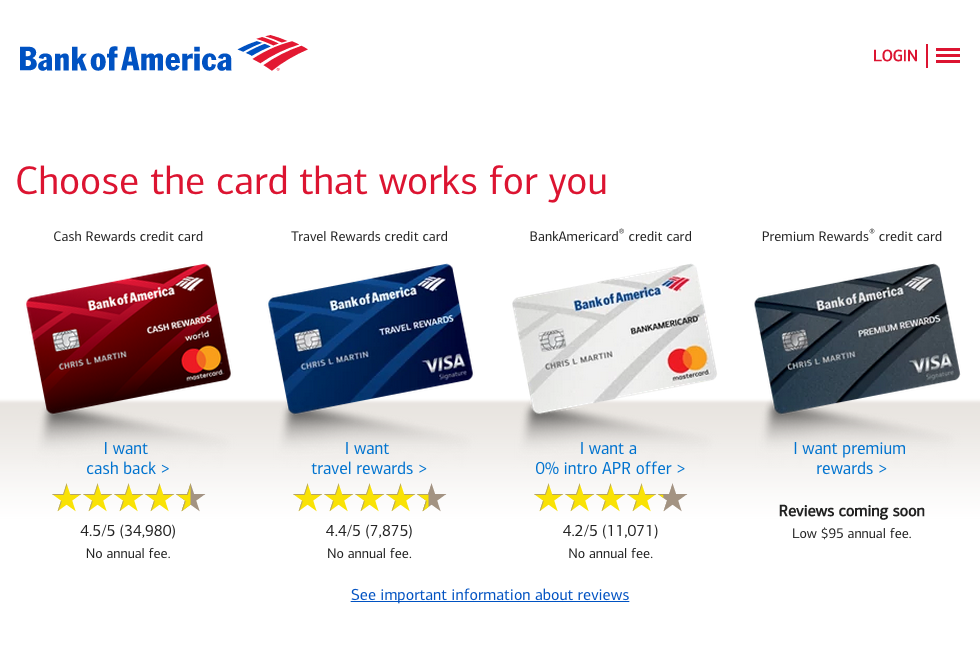 Bank of America
LOGIN
Choose the card that works for you
Cash Rewards credit card
Bank of America
CASH REWARDS
world
CHRIS L MARTIN
mastercard
I want
cash back >
4.5/5 (34,980)
No annual fee.
Travel Rewards credit card
Bank of America
TRAVEL REWARDS
CHRIS L MARTIN
VISA
Signature
I want
travel rewards >
4.4/5 (7,875)
No annual fee.
BankAmericard® credit card
Bank of America
BANKAMERICARD®
CHRIS L MARTIN
mastercard
I want a
0% intro APR offer >
4.2/5 (11,071)
No annual fee.
Premium Rewards® credit card
Bank of America
PREMIUM REWARDS
CHRIS L MARTIN
VISA
Signature
I want premium
rewards >
Reviews coming soon
Low $95 annual fee.
See important information about reviews